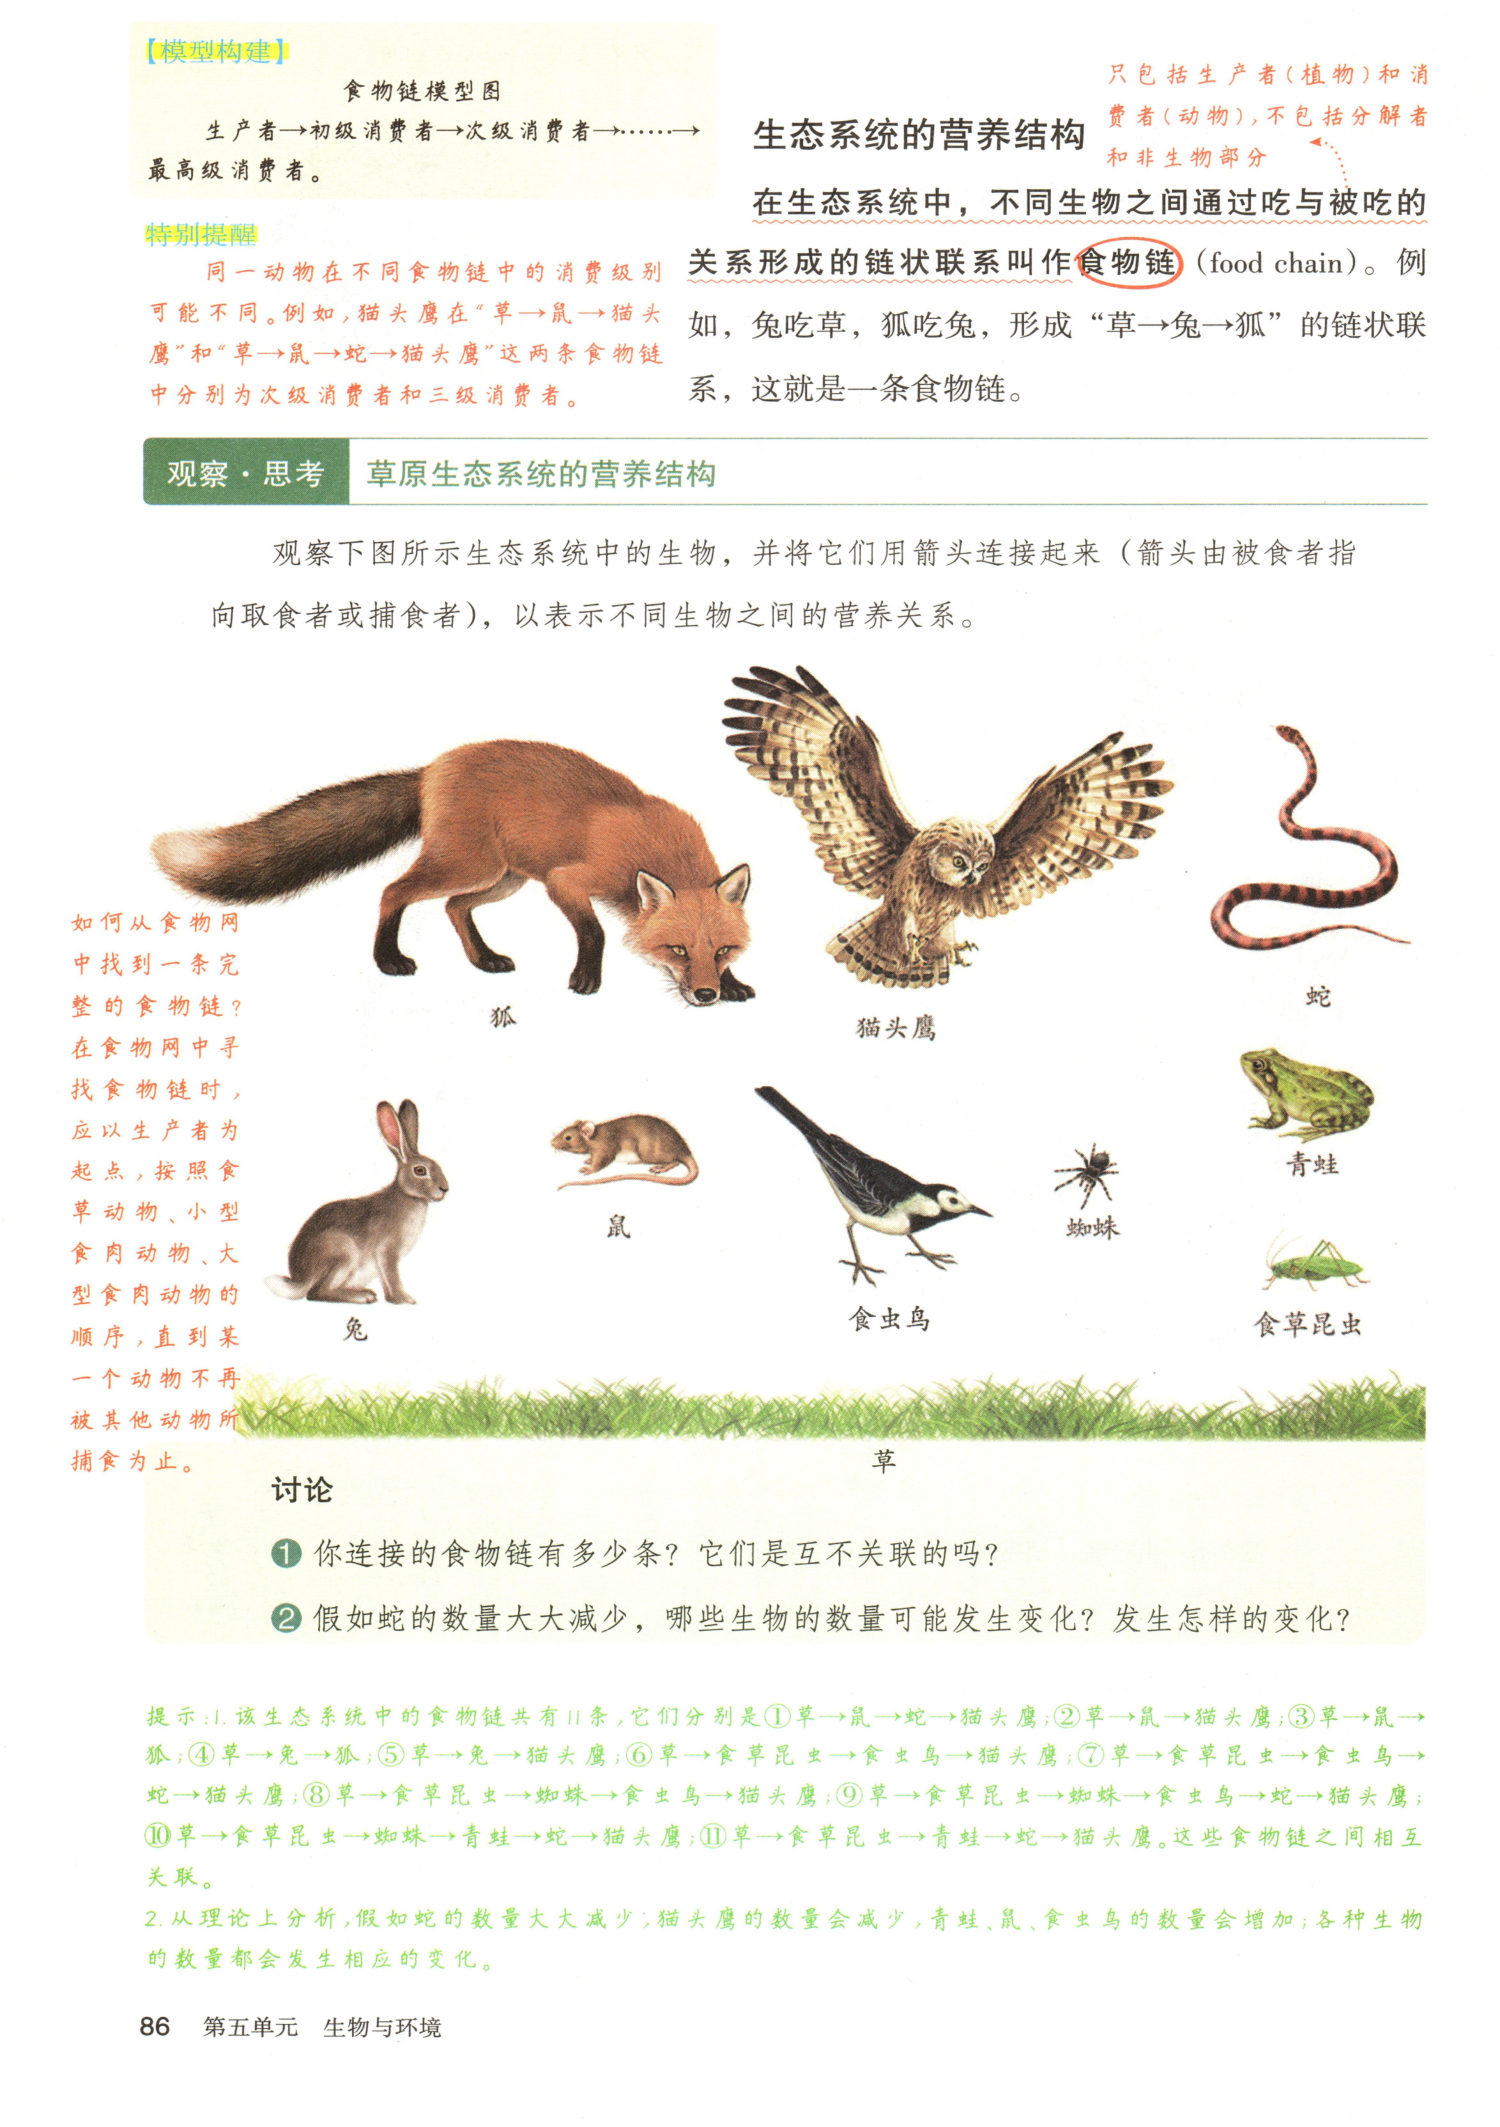 【模型构建】
食物链模型图
生产者→初级消费者→次级消费者→……→
最高级消费者。
特别提醒
同一动物在不同食物链中的消费级别
可能不同。例如,猫头鹰在“草→鼠→猫头
鹰”和“草→鼠→蛇→猫头鹰”这两条食物链
中分别为次级消费者和三级消费者。
只包括生产者(植物)和消
费者(动物),不包括分解者
和非生物部分
生态系统的营养结构
在生态系统中，不同生物之间通过吃与被吃的
关系形成的链状联系叫作食物链（food chain）。例
如，兔吃草，狐吃兔，形成“草→兔→狐”的链状联
系，这就是一条食物链。
观察·思考 草原生态系统的营养结构
观察下图所示生态系统中的生物，并将它们用箭头连接起来（箭头由被食者指
向取食者或捕食者），以表示不同生物之间的营养关系。
狐
猫头鹰
蛇
青蛙
兔
鼠
食虫鸟
蜘蛛
食草昆虫
草
如何从食物网
中找到一条完
整的食物链?
在食物网中寻
找食物链时,
应以生产者为
起点,按照食
草动物、小型
食肉动物、大
型食肉动物的
顺序,直到某
一个动物不再
被其他动物所
捕食为止。
讨论
1 你连接的食物链有多少条？它们是互不关联的吗？
2 假如蛇的数量大大减少，哪些生物的数量可能发生变化？发生怎样的变化？
提示:1.该生态系统中的食物链共有11条,它们分别是①草→鼠→蛇→猫头鹰;②草→鼠→猫头鹰;③草→鼠→
狐;④草→兔→狐;⑤草→兔→猫头鹰;⑥草→食草昆虫→食虫鸟→猫头鹰;⑦草→食草昆虫→食虫鸟→
蛇→猫头鹰;⑧草→食草昆虫→蜘蛛→食虫鸟→猫头鹰;⑨草→食草昆虫→蜘蛛→食虫鸟→蛇→猫头鹰;
⑩草→食草昆虫→蜘蛛→青蛙→蛇→猫头鹰;⑪草→食草昆虫→青蛙→蛇→猫头鹰。这些食物链之间相互
关联。
2.从理论上分析,假如蛇的数量大大减少,猫头鹰的数量会减少,青蛙、鼠、食虫鸟的数量会增加;各种生物
的数量都会发生相应的变化。
86 第五单元 生物与环境